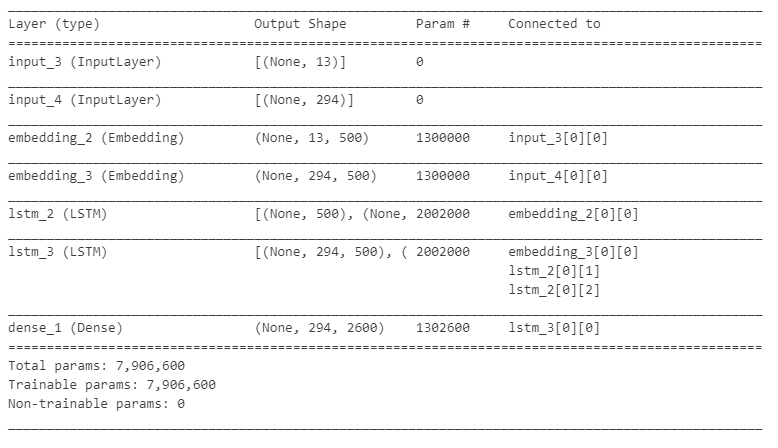 Layer (type) Output Shape Param # Connected to
input_3 (InputLayer) [(None, 13)] 0
input_4 (InputLayer) [(None, 294)] 0
embedding_2 (Embedding) (None, 13, 500) 1300000 input_3[0][0]
embedding_3 (Embedding) (None, 294, 500) 1300000 input_4[0][0]
lstm_2 (LSTM) [(None, 500), (None, 2002000 embedding_2[0][0]
lstm_3 (LSTM) [(None, 294, 500), ( 2002000 embedding_3[0][0]
lstm_2[0][1]
lstm_2[0][2]
dense_1 (Dense) (None, 294, 2600) 1302600 lstm_3[0][0]
Total params: 7,906,600
Trainable params: 7,906,600
Non-trainable params: 0